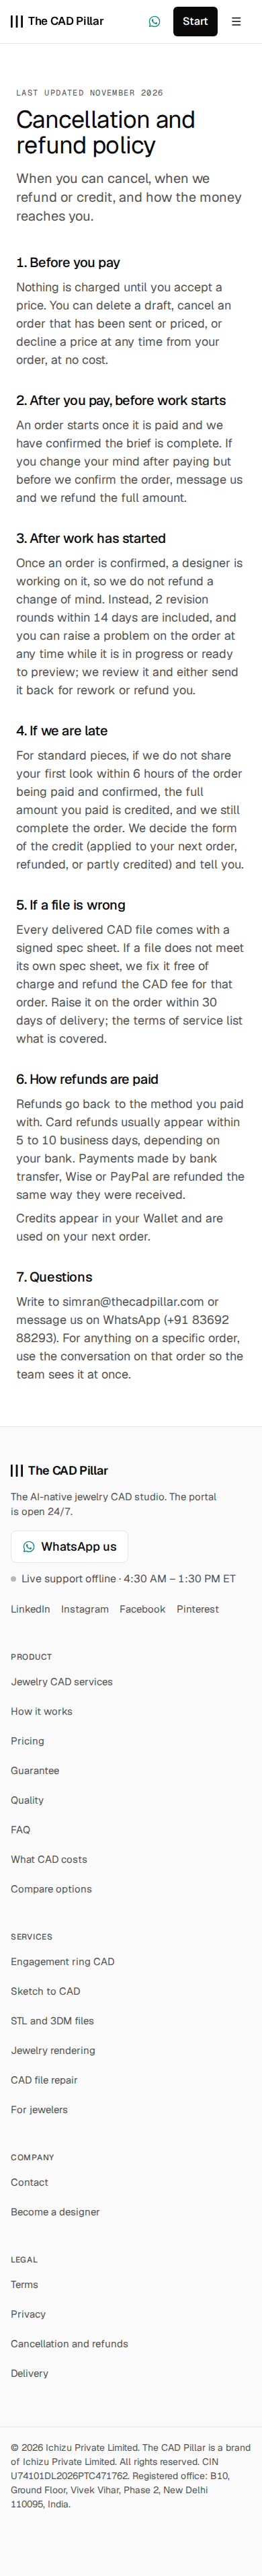 The CAD Pillar
Start
LAST UPDATED NOVEMBER 2026
Cancellation and
refund policy
When you can cancel, when we
refund or credit, and how the money
reaches you.
1. Before you pay
Nothing is charged until you accept a
price. You can delete a draft, cancel an
order that has been sent or priced, or
decline a price at any time from your
order, at no cost.
2. After you pay, before work starts
An order starts once it is paid and we
have confirmed the brief is complete. If
you change your mind after paying but
before we confirm the order, message us
and we refund the full amount.
3. After work has started
Once an order is confirmed, a designer is
working on it, so we do not refund a
change of mind. Instead, 2 revision
rounds within 14 days are included, and
you can raise a problem on the order at
any time while it is in progress or ready
to preview; we review it and either send
it back for rework or refund you.
4. If we are late
For standard pieces, if we do not share
your first look within 6 hours of the order
being paid and confirmed, the full
amount you paid is credited, and we still
complete the order. We decide the form
of the credit (applied to your next order,
refunded, or partly credited) and tell you.
5. If a file is wrong
Every delivered CAD file comes with a
signed spec sheet. If a file does not meet
its own spec sheet, we fix it free of
charge and refund the CAD fee for that
order. Raise it on the order within 30
days of delivery; the terms of service list
what is covered.
6. How refunds are paid
Refunds go back to the method you paid
with. Card refunds usually appear within
5 to 10 business days, depending on
your bank. Payments made by bank
transfer, Wise or PayPal are refunded the
same way they were received.
Credits appear in your Wallet and are
used on your next order.
7. Questions
Write to simran@thecadpillar.com or
message us on WhatsApp (+91 83692
88293). For anything on a specific order,
use the conversation on that order so the
team sees it at once.
The CAD Pillar
The AI-native jewelry CAD studio. The portal
is open 24/7.
WhatsApp us
Live support offline · 4:30 AM – 1:30 PM ET
LinkedIn Instagram Facebook Pinterest
PRODUCT
Jewelry CAD services
How it works
Pricing
Guarantee
Quality
FAQ
What CAD costs
Compare options
SERVICES
Engagement ring CAD
Sketch to CAD
STL and 3DM files
Jewelry rendering
CAD file repair
For jewelers
COMPANY
Contact
Become a designer
LEGAL
Terms
Privacy
Cancellation and refunds
Delivery
© 2026 Ichizu Private Limited. The CAD Pillar is a brand
of Ichizu Private Limited. All rights reserved. CIN
U74101DL2026PTC471762. Registered office: B10,
Ground Floor, Vivek Vihar, Phase 2, New Delhi
110095, India.